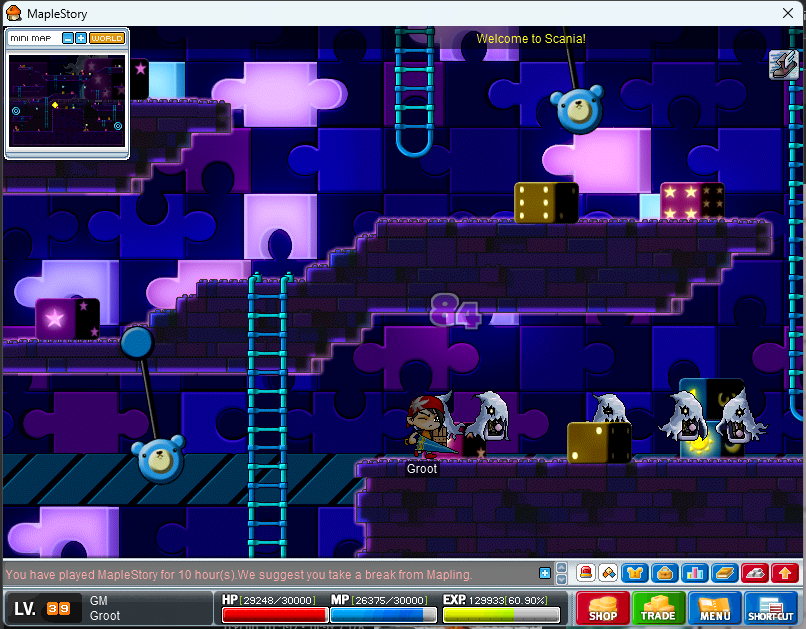 MapleStory
MINI MAP
WORLD
Welcome to Scania!
84
Groot
You have played MapleStory for 10 hour(s).We suggest you take a break from Mapling.
LV. 39
GM
Groot
HP[29248/30000] MP[26375/30000] EXP 129933[60.90%]
SHOP
TRADE
MENU
SHORTCUT